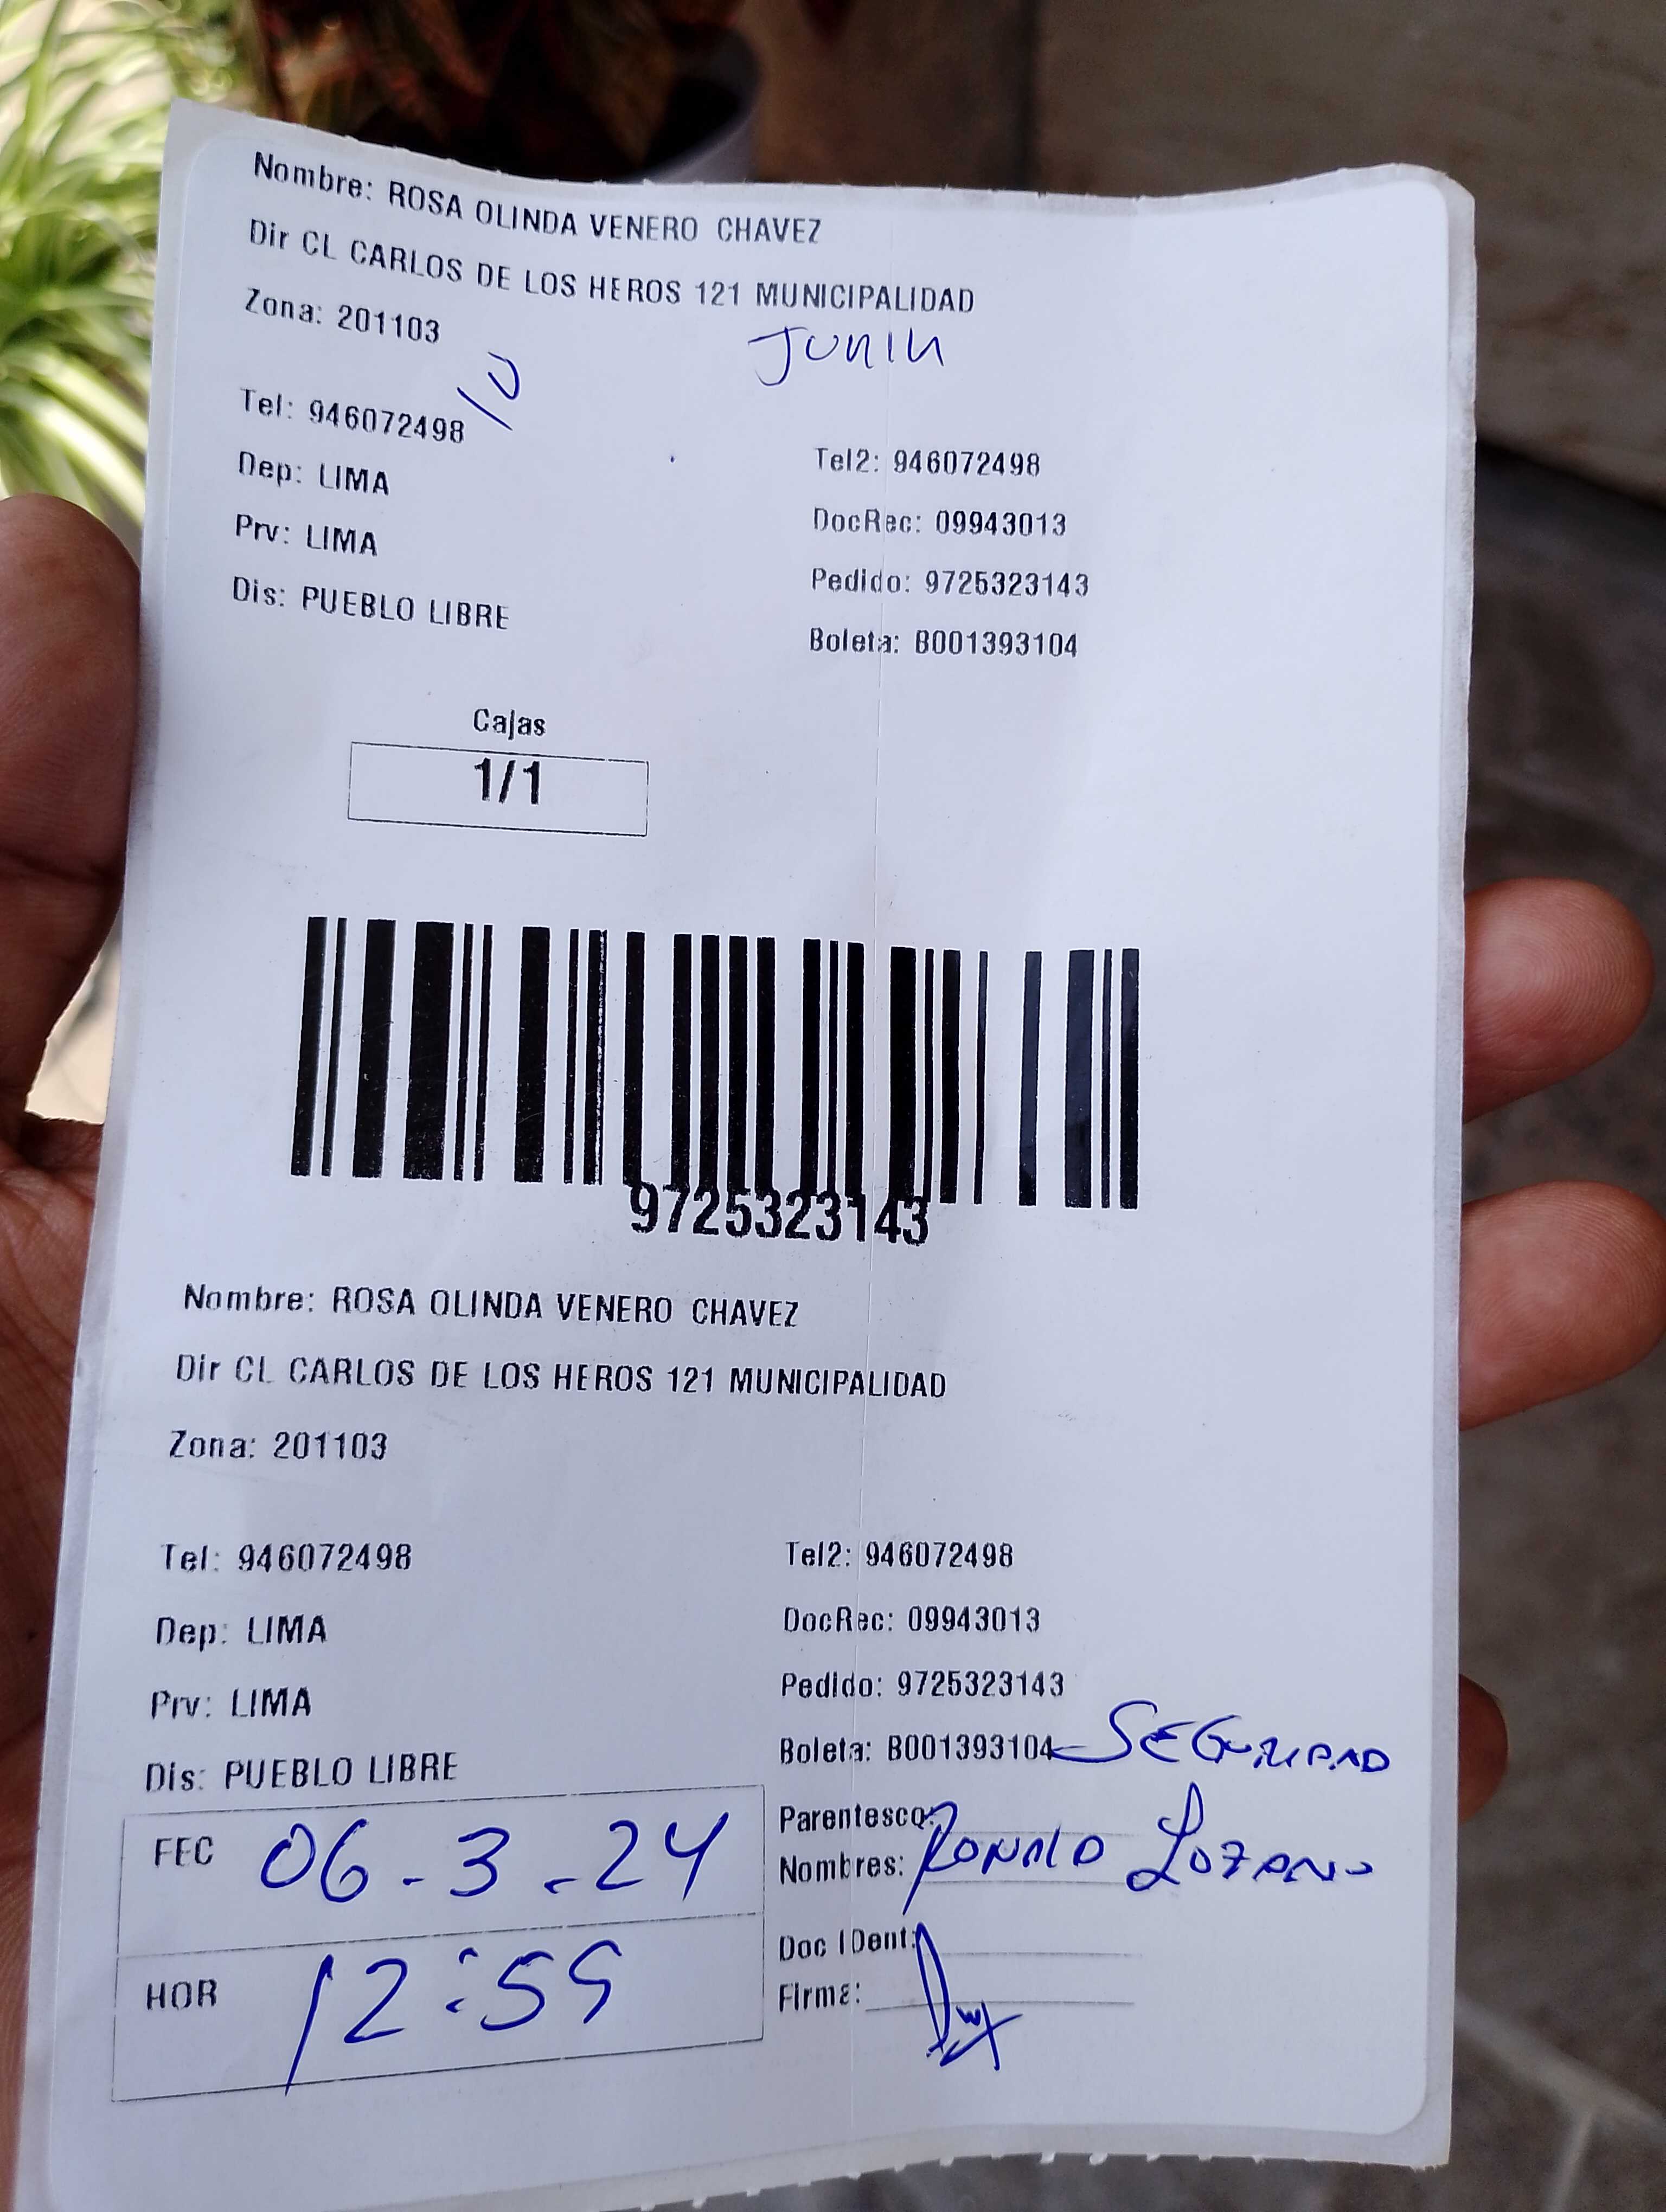 Nombre: ROSA OLINDA VENERO CHAVEZ
Dir CL CARLOS DE LOS HEROS 121 MUNICIPALIDAD
Zona: 201103
JUNIN
10
Tel: 946072498
Tel2: 946072498
Dep: LIMA
DocRec: 09943013
Prv: LIMA
Pedido: 9725323143
Dis: PUEBLO LIBRE
Boleta: B001393104
Cajas
1/1
9725323143
Nombre: ROSA OLINDA VENERO CHAVEZ
Dir CL CARLOS DE LOS HEROS 121 MUNICIPALIDAD
Zona: 201103
Tel: 946072498
Tel2: 946072498
Dep: LIMA
DocRec: 09943013
Prv: LIMA
Pedido: 9725323143
Dis: PUEBLO LIBRE
Boleta: B001393104 SEGURIDAD
Parentesco:
FEC 06-3-24
Nombres: RONALD LOZANO
Doc IDent:
HOR 12:59
Firma: